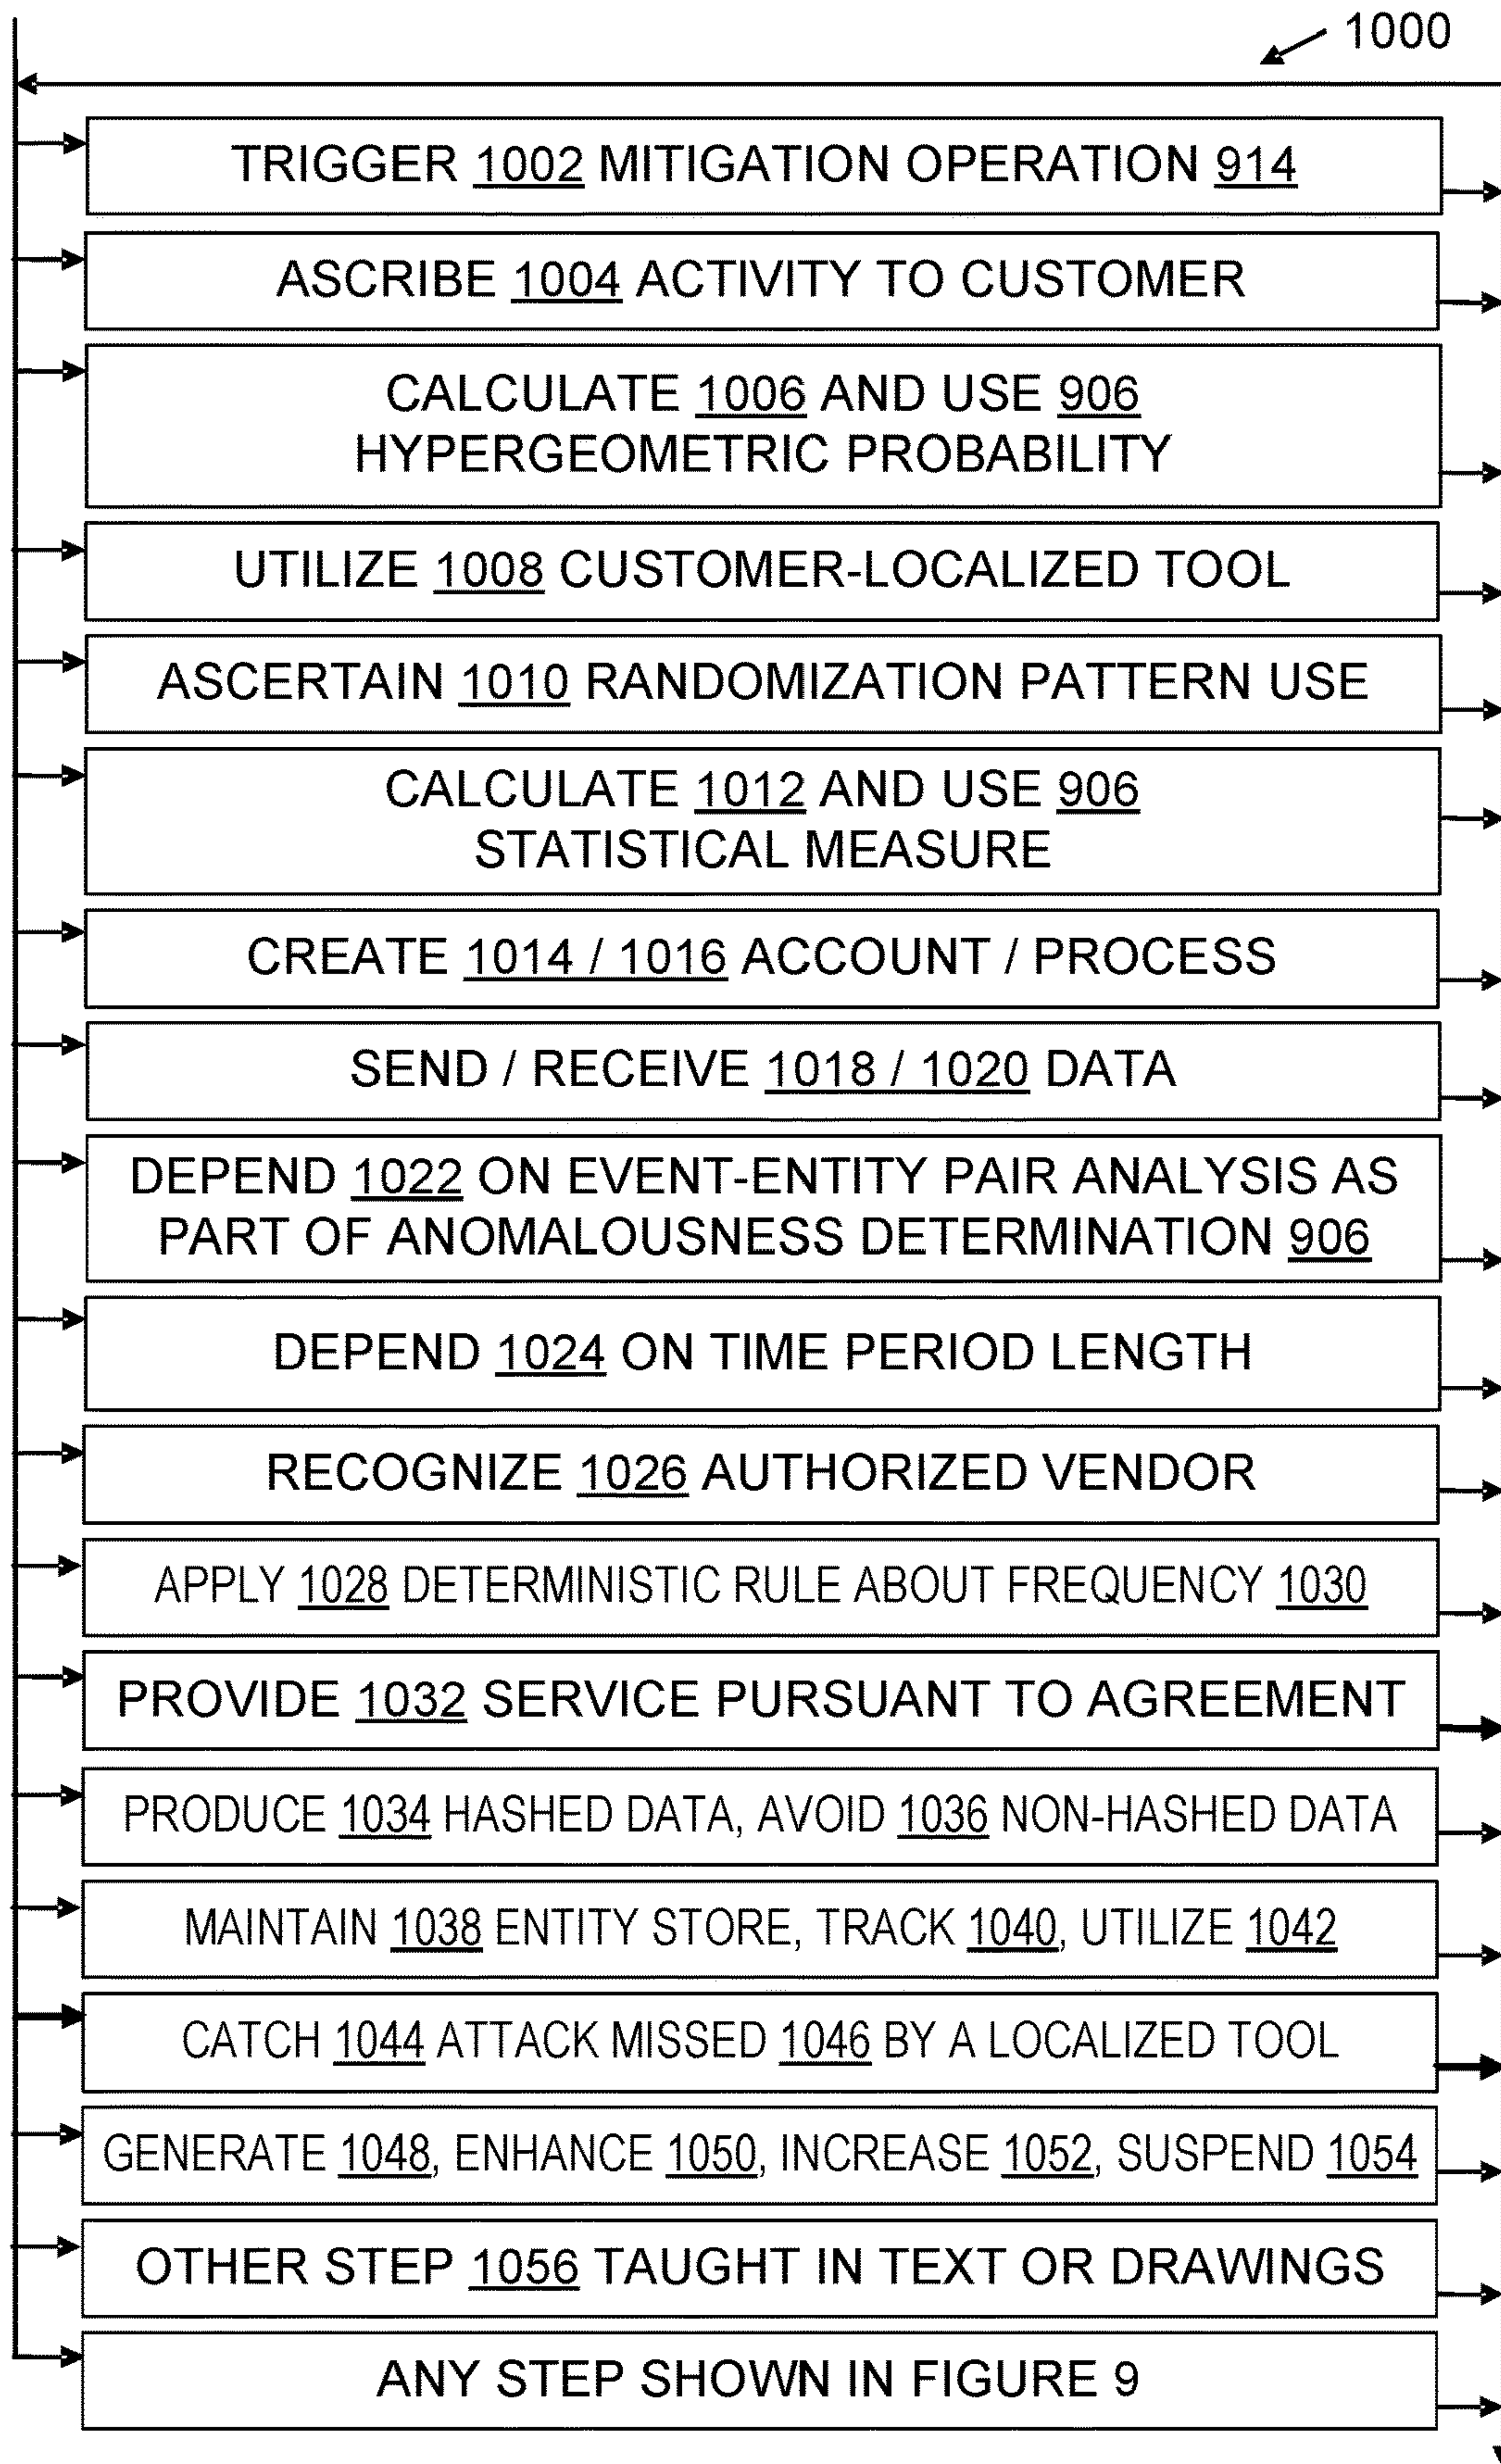 1000
TRIGGER 1002 MITIGATION OPERATION 914
ASCRIBE 1004 ACTIVITY TO CUSTOMER
CALCULATE 1006 AND USE 906
HYPERGEOMETRIC PROBABILITY
UTILIZE 1008 CUSTOMER-LOCALIZED TOOL
ASCERTAIN 1010 RANDOMIZATION PATTERN USE
CALCULATE 1012 AND USE 906
STATISTICAL MEASURE
CREATE 1014 / 1016 ACCOUNT / PROCESS
SEND / RECEIVE 1018 / 1020 DATA
DEPEND 1022 ON EVENT-ENTITY PAIR ANALYSIS AS
PART OF ANOMALOUSNESS DETERMINATION 906
DEPEND 1024 ON TIME PERIOD LENGTH
RECOGNIZE 1026 AUTHORIZED VENDOR
APPLY 1028 DETERMINISTIC RULE ABOUT FREQUENCY 1030
PROVIDE 1032 SERVICE PURSUANT TO AGREEMENT
PRODUCE 1034 HASHED DATA, AVOID 1036 NON-HASHED DATA
MAINTAIN 1038 ENTITY STORE, TRACK 1040, UTILIZE 1042
CATCH 1044 ATTACK MISSED 1046 BY A LOCALIZED TOOL
GENERATE 1048, ENHANCE 1050, INCREASE 1052, SUSPEND 1054
OTHER STEP 1056 TAUGHT IN TEXT OR DRAWINGS
ANY STEP SHOWN IN FIGURE 9